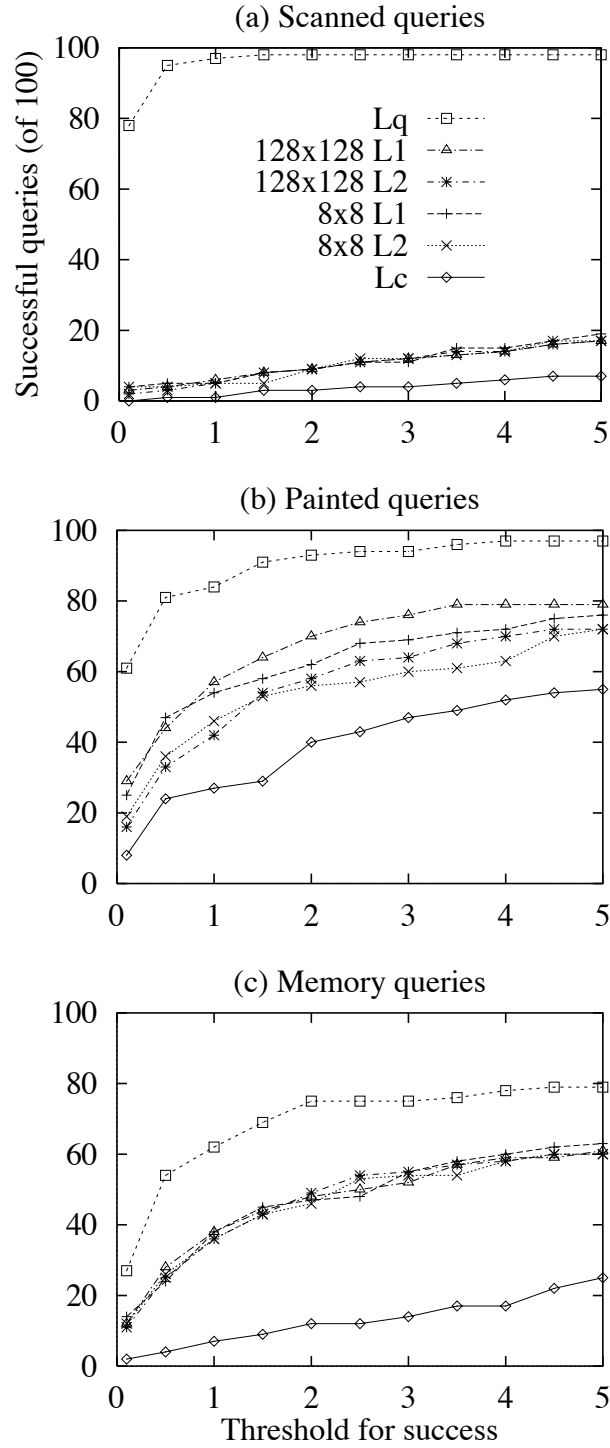 (a) Scanned queries
Successful queries (of 100)
100
80
60
40
20
0
Lq
128x128 L1
128x128 L2
8x8 L1
8x8 L2
Lc
0 1 2 3 4 5
(b) Painted queries
100
80
60
40
20
0
0 1 2 3 4 5
(c) Memory queries
100
80
60
40
20
0
0 1 2 3 4 5
Threshold for success